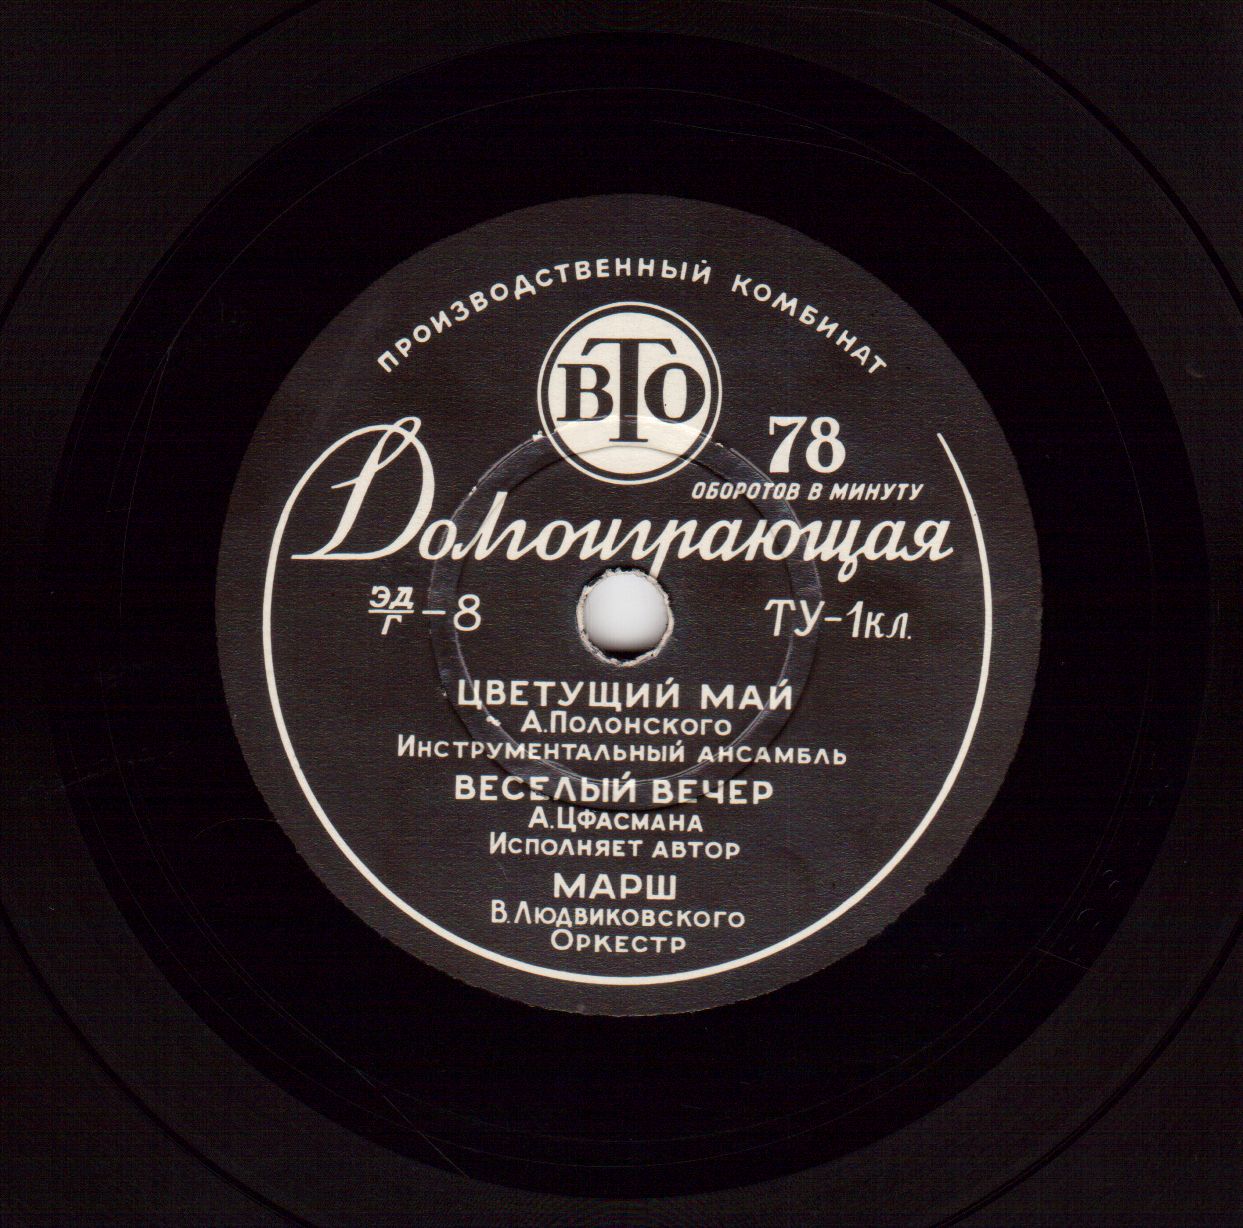 ПРОИЗВОДСТВЕННЫЙ КОМБИНАТ
ВТО
78
ОБОРОТОВ В МИНУТУ
Долгоиграющая
ЭД/Г-8
ТУ-1КЛ.
ЦВЕТУЩИЙ МАЙ
А.ПОЛОНСКОГО
ИНСТРУМЕНТАЛЬНЫЙ АНСАМБЛЬ
ВЕСЕЛЫЙ ВЕЧЕР
А.ЦФАСМАНА
ИСПОЛНЯЕТ АВТОР
МАРШ
В.ЛЮДВИКОВСКОГО
ОРКЕСТР